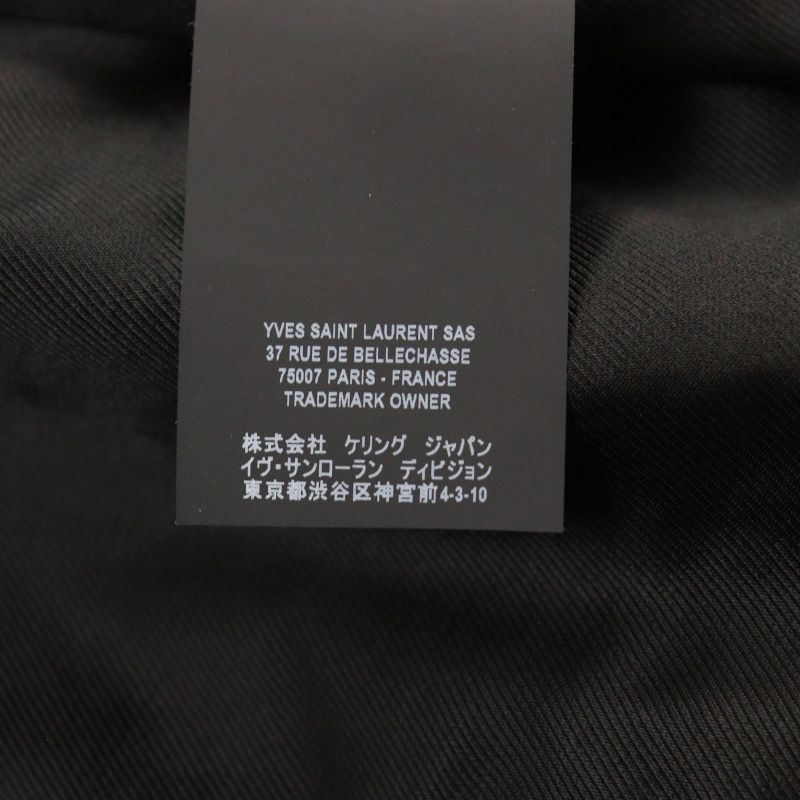 YVES SAINT LAURENT SAS
37 RUE DE BELLECHASSE
75007 PARIS - FRANCE
TRADEMARK OWNER
株式会社 ケリング ジャパン
イヴ・サンローラン ディビジョン
東京都渋谷区神宮前4-3-10